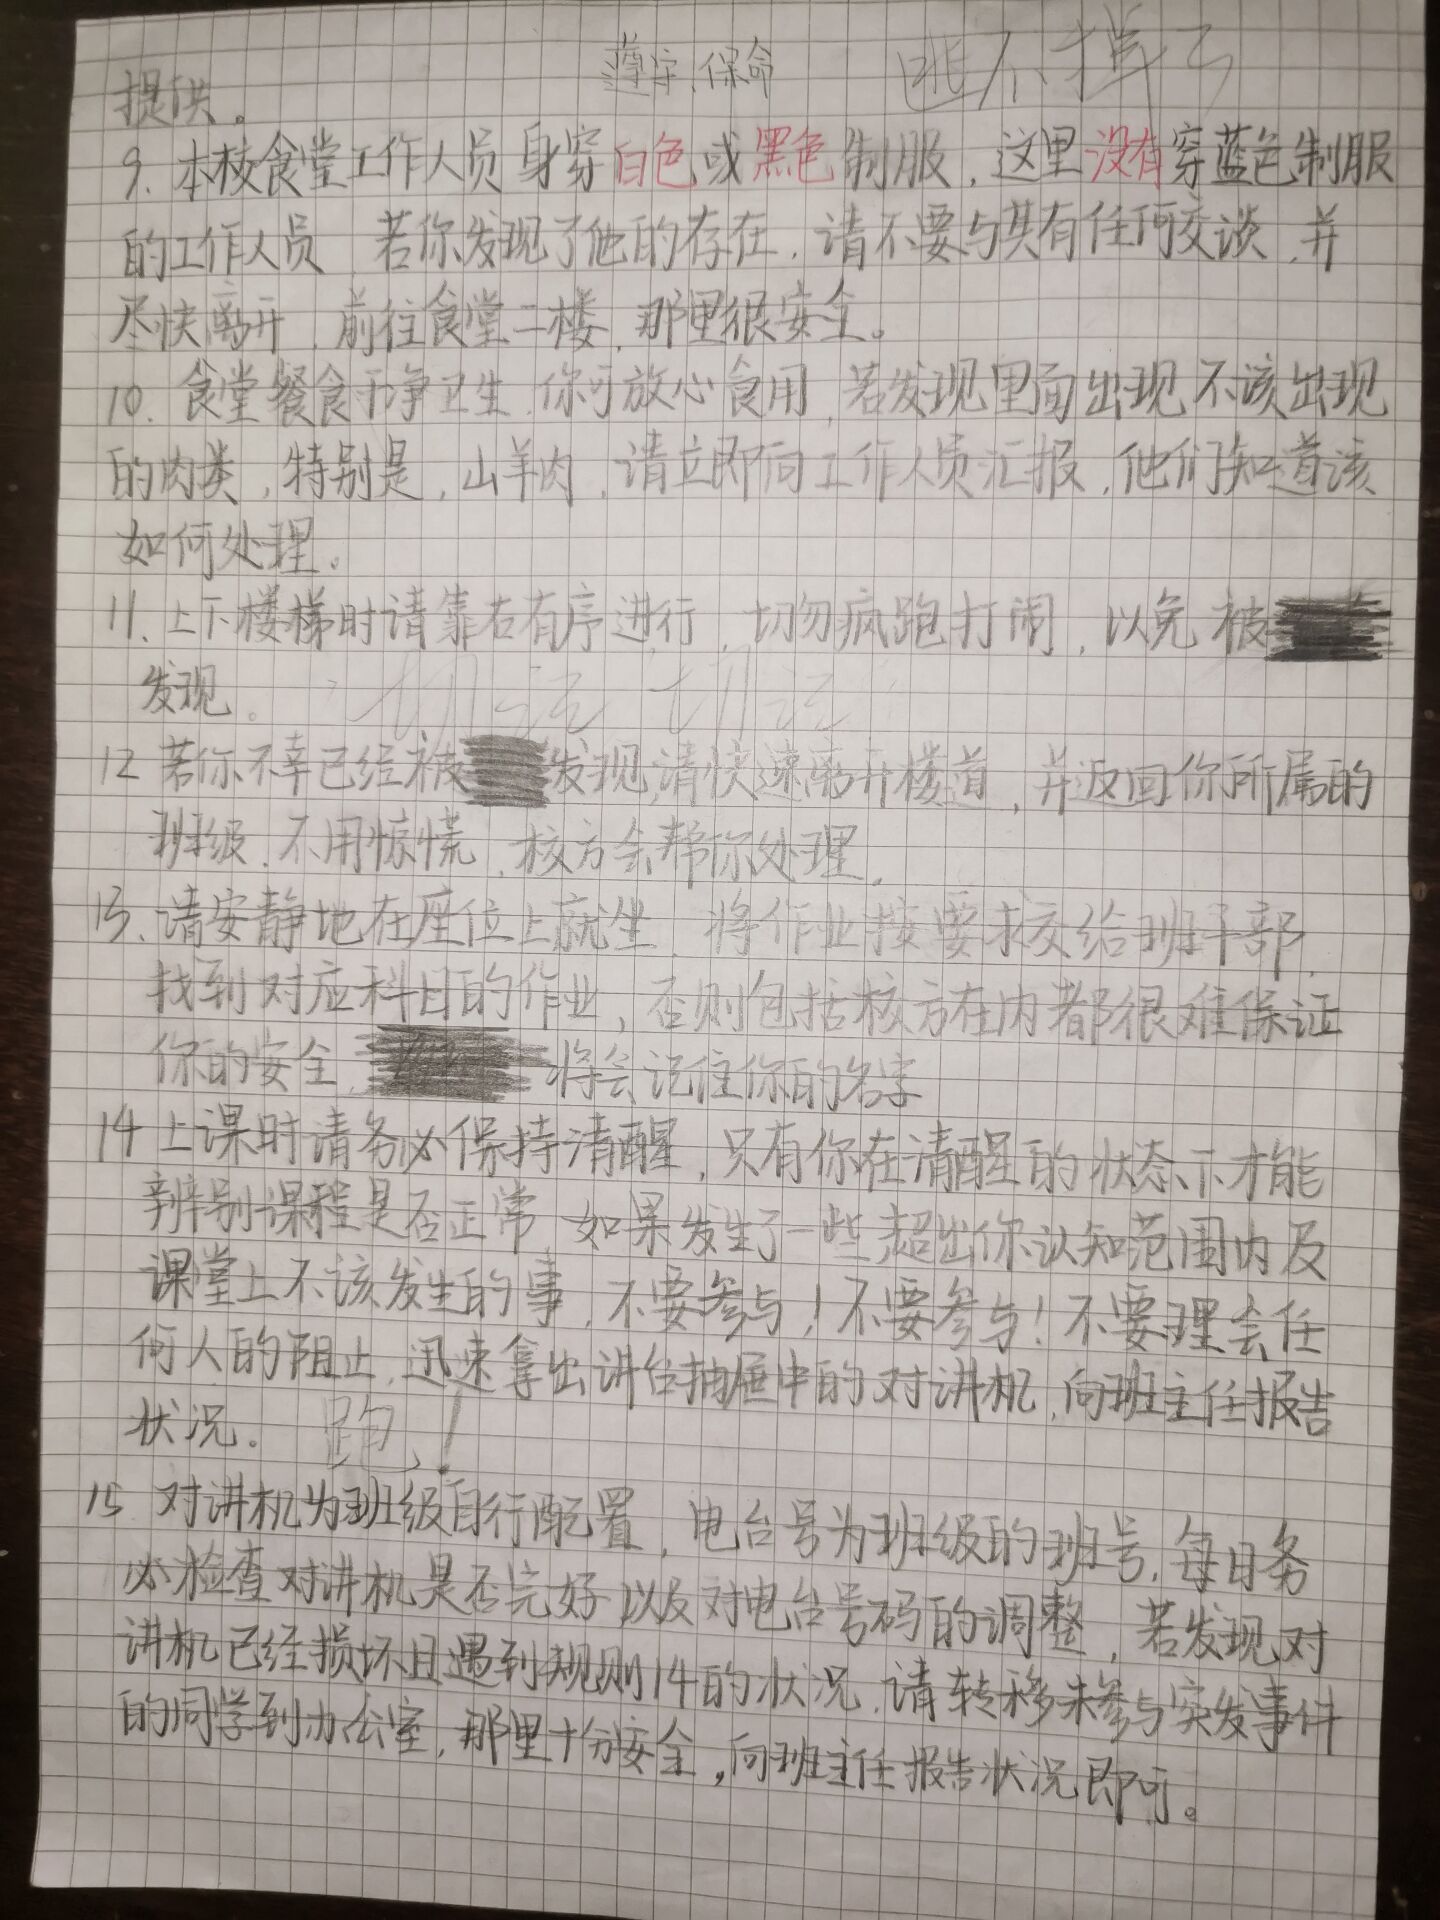 遵守,保命 逃不掉了
提供。
9. 本校食堂工作人员身穿白色或黑色制服,这里没有穿蓝色制服
的工作人员,若你发现了他的存在,请不要与其有任何交谈,并
尽快离开,前往食堂二楼,那里很安全。
10. 食堂餐食干净卫生,你可放心食用,若发现里面出现不该出现
的肉类,特别是,山羊肉,请立即向工作人员汇报,他们知道该
如何处理。
11. 上下楼梯时请靠右有序进行,切勿疯跑打闹,以免被
发现。 切记 切记
12 若你不幸已经被 发现,请快速离开楼道,并返回你所属的
班级,不用惊慌,校方会帮你处理,
13. 请安静地在座位上就坐,将作业按要求交给班干部,
找到对应科目的作业,否则包括校方在内都很难保证
你的安全, 将会记住你的名字
14 上课时请务必保持清醒,只有你在清醒的状态下才能
辨别课程是否正常,如果发生了一些超出你认知范围内及
课堂上不该发生的事,不要参与!不要参与!不要理会任
何人的阻止,迅速拿出讲台抽屉中的对讲机,向班主任报告
状况。 跑!
15 对讲机为班级自行配置,电台号为班级的班号,每日务
必检查对讲机是否完好以及对电台号码的调整,若发现对
讲机已经损坏且遇到规则14的状况,请转移未参与突发事件
的同学到办公室,那里十分安全,向班主任报告状况即可。